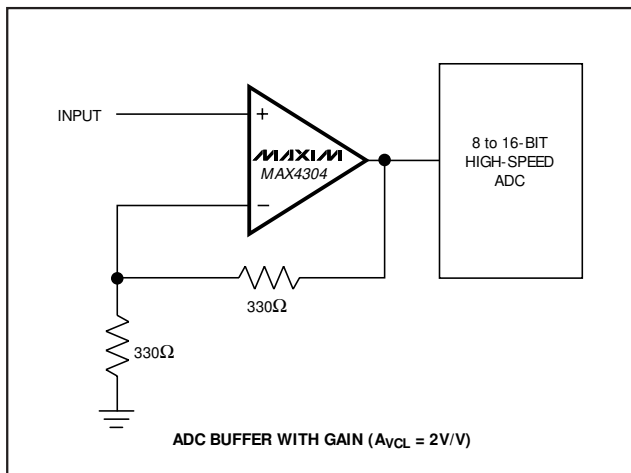 INPUT
+
MAXIM
MAX4304
−
8 to 16-BIT
HIGH-SPEED
ADC
330Ω
330Ω
ADC BUFFER WITH GAIN (AVCL = 2V/V)